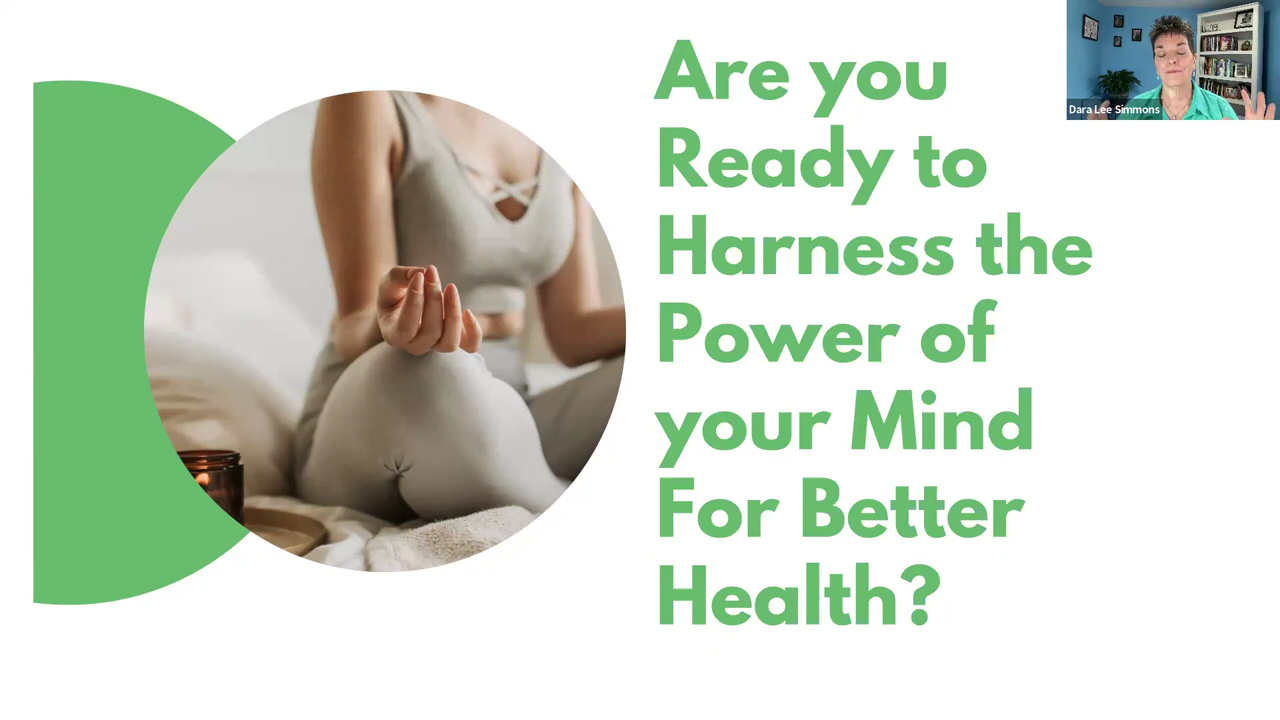 Are you
Ready to
Harness the
Power of
your Mind
For Better
Health?
Dara Lee Simmons